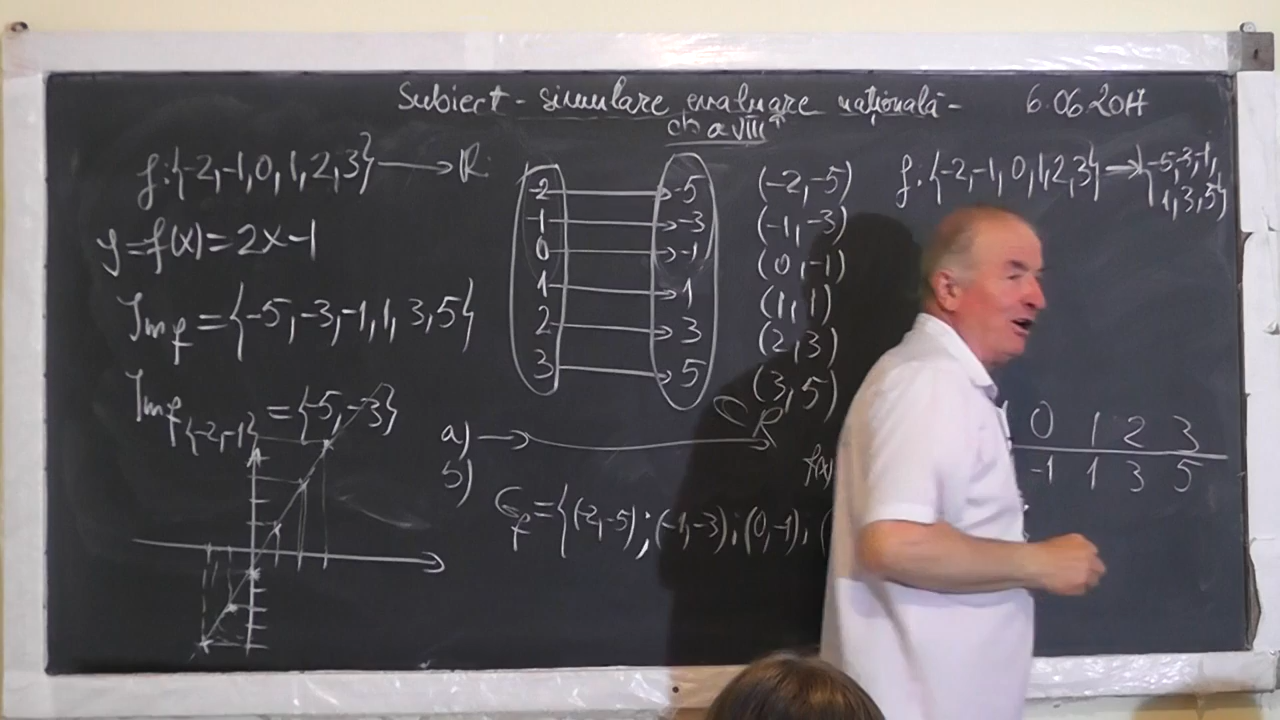 Subiect - simulare evaluare naţională - 6.06.2017
cls a VIII a
f:{-2,-1,0,1,2,3} → R
y=f(x)=2x-1
Im f={-5,-3,-1,1,3,5}
Im f{-2,-1}={-5,-3}
-2 → -5
-1 → -3
0 → -1
1 → 1
2 → 3
3 → 5
(-2,-5)
(-1,-3)
(0,-1)
(1,1)
(2,3)
(3,5)
a) →
b)
Gf={(-2,-5);(-1,-3);(0,-1);(
f:{-2,-1,0,1,2,3} → {-5,-3,-1,
1,3,5}
0 1 2 3
f(x) -1 1 3 5